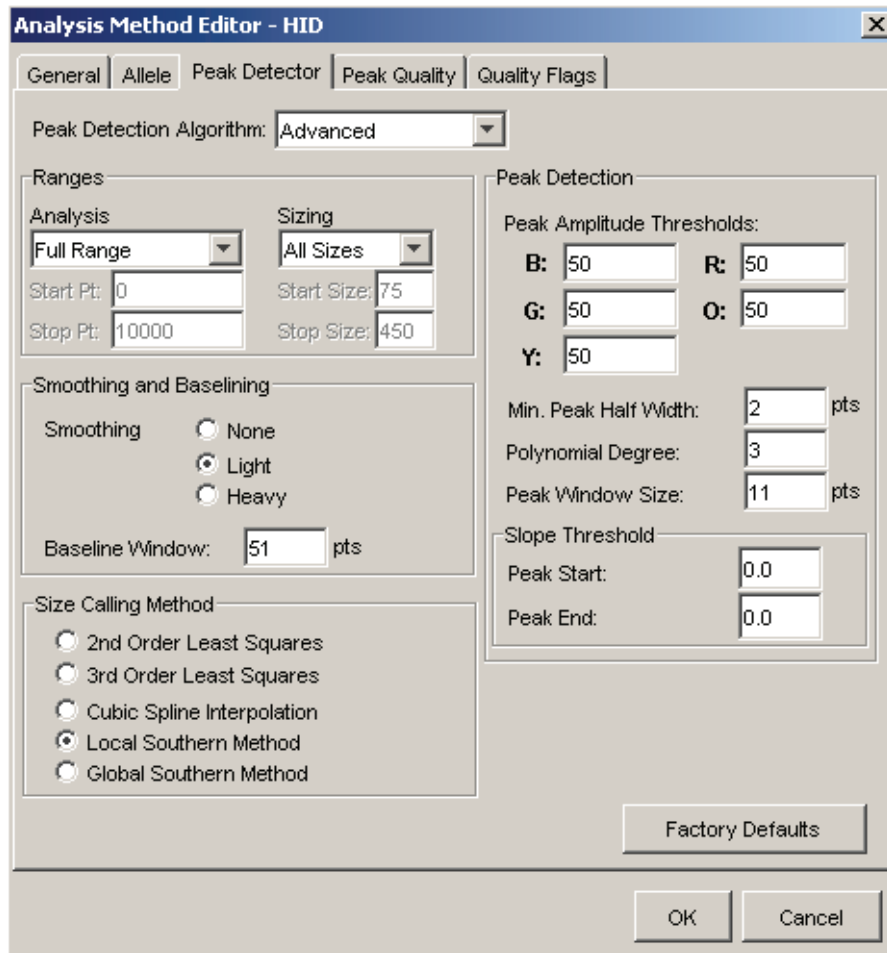 Analysis Method Editor - HID
General Allele Peak Detector Peak Quality Quality Flags
Peak Detection Algorithm: Advanced
Ranges
Analysis Sizing
Full Range All Sizes
Start Pt: 0 Start Size: 75
Stop Pt: 10000 Stop Size: 450
Smoothing and Baselining
Smoothing None
Light
Heavy
Baseline Window: 51 pts
Size Calling Method
2nd Order Least Squares
3rd Order Least Squares
Cubic Spline Interpolation
Local Southern Method
Global Southern Method
Peak Detection
Peak Amplitude Thresholds:
B: 50 R: 50
G: 50 O: 50
Y: 50
Min. Peak Half Width: 2 pts
Polynomial Degree: 3
Peak Window Size: 11 pts
Slope Threshold
Peak Start: 0.0
Peak End: 0.0
Factory Defaults
OK Cancel